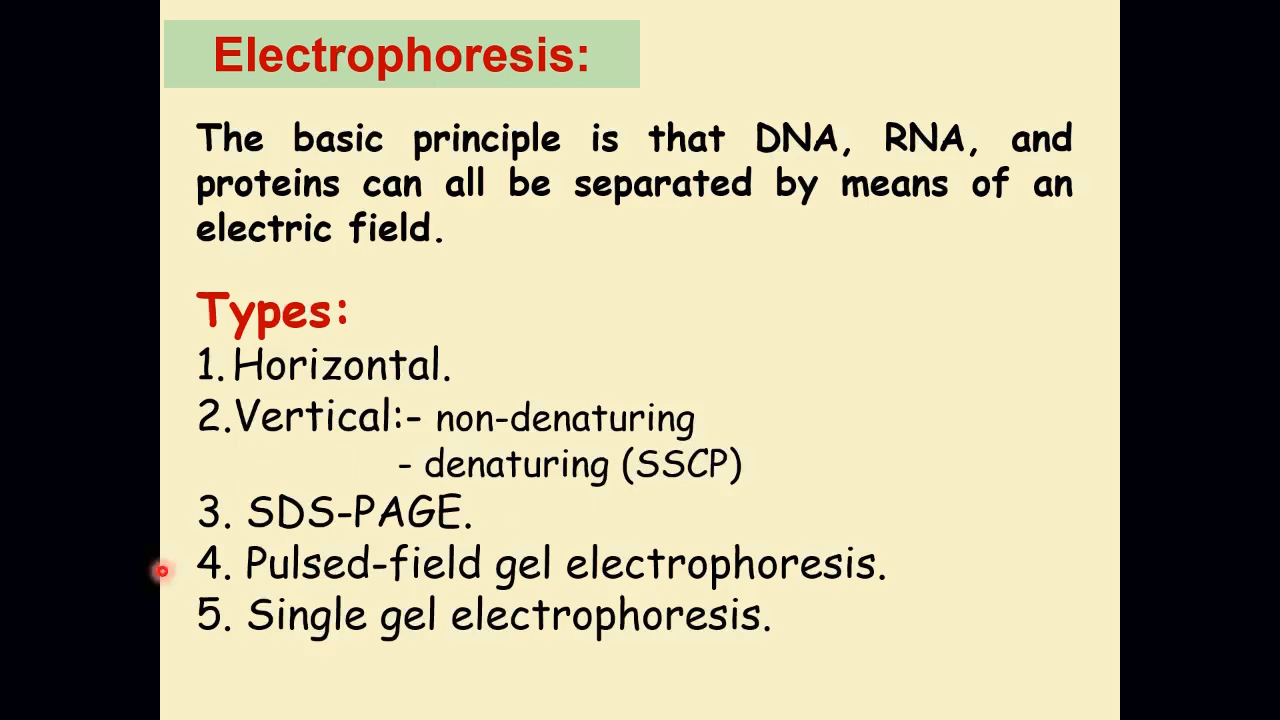 Electrophoresis:
The basic principle is that DNA, RNA, and
proteins can all be separated by means of an
electric field.
Types:
1. Horizontal.
2.Vertical:- non-denaturing
- denaturing (SSCP)
3. SDS-PAGE.
4. Pulsed-field gel electrophoresis.
5. Single gel electrophoresis.